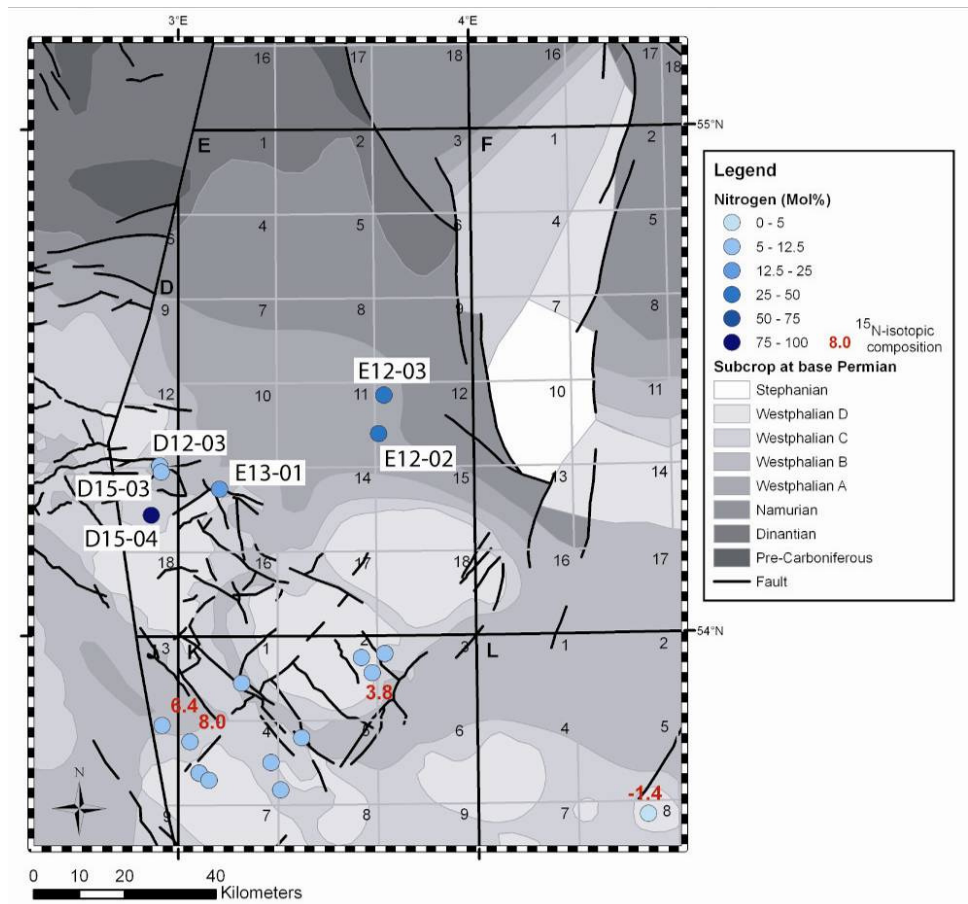 3°E 4°E
16 17 18 16 17
18
55°N
E 1 2 3 F 1 2
6 4 5 6 4 5
D
9 7 8 9 7 8
E12-03
12 10 11 12 10 11
D12-03
E12-02
E13-01
D15-03
14 15 13 14
D15-04
18 16 17 18 16 17
54°N
3 K 1 2 3 L 1 2
J
3.8
6.4
8.0
4 5 6 4 5
-1.4
9 7 8 9 7 8
N
0 10 20 40
Kilometers
Legend
Nitrogen (Mol%)
0 - 5
5 - 12.5
12.5 - 25
25 - 50
50 - 75
75 - 100 8.0 15N-isotopic
composition
Subcrop at base Permian
Stephanian
Westphalian D
Westphalian C
Westphalian B
Westphalian A
Namurian
Dinantian
Pre-Carboniferous
Fault